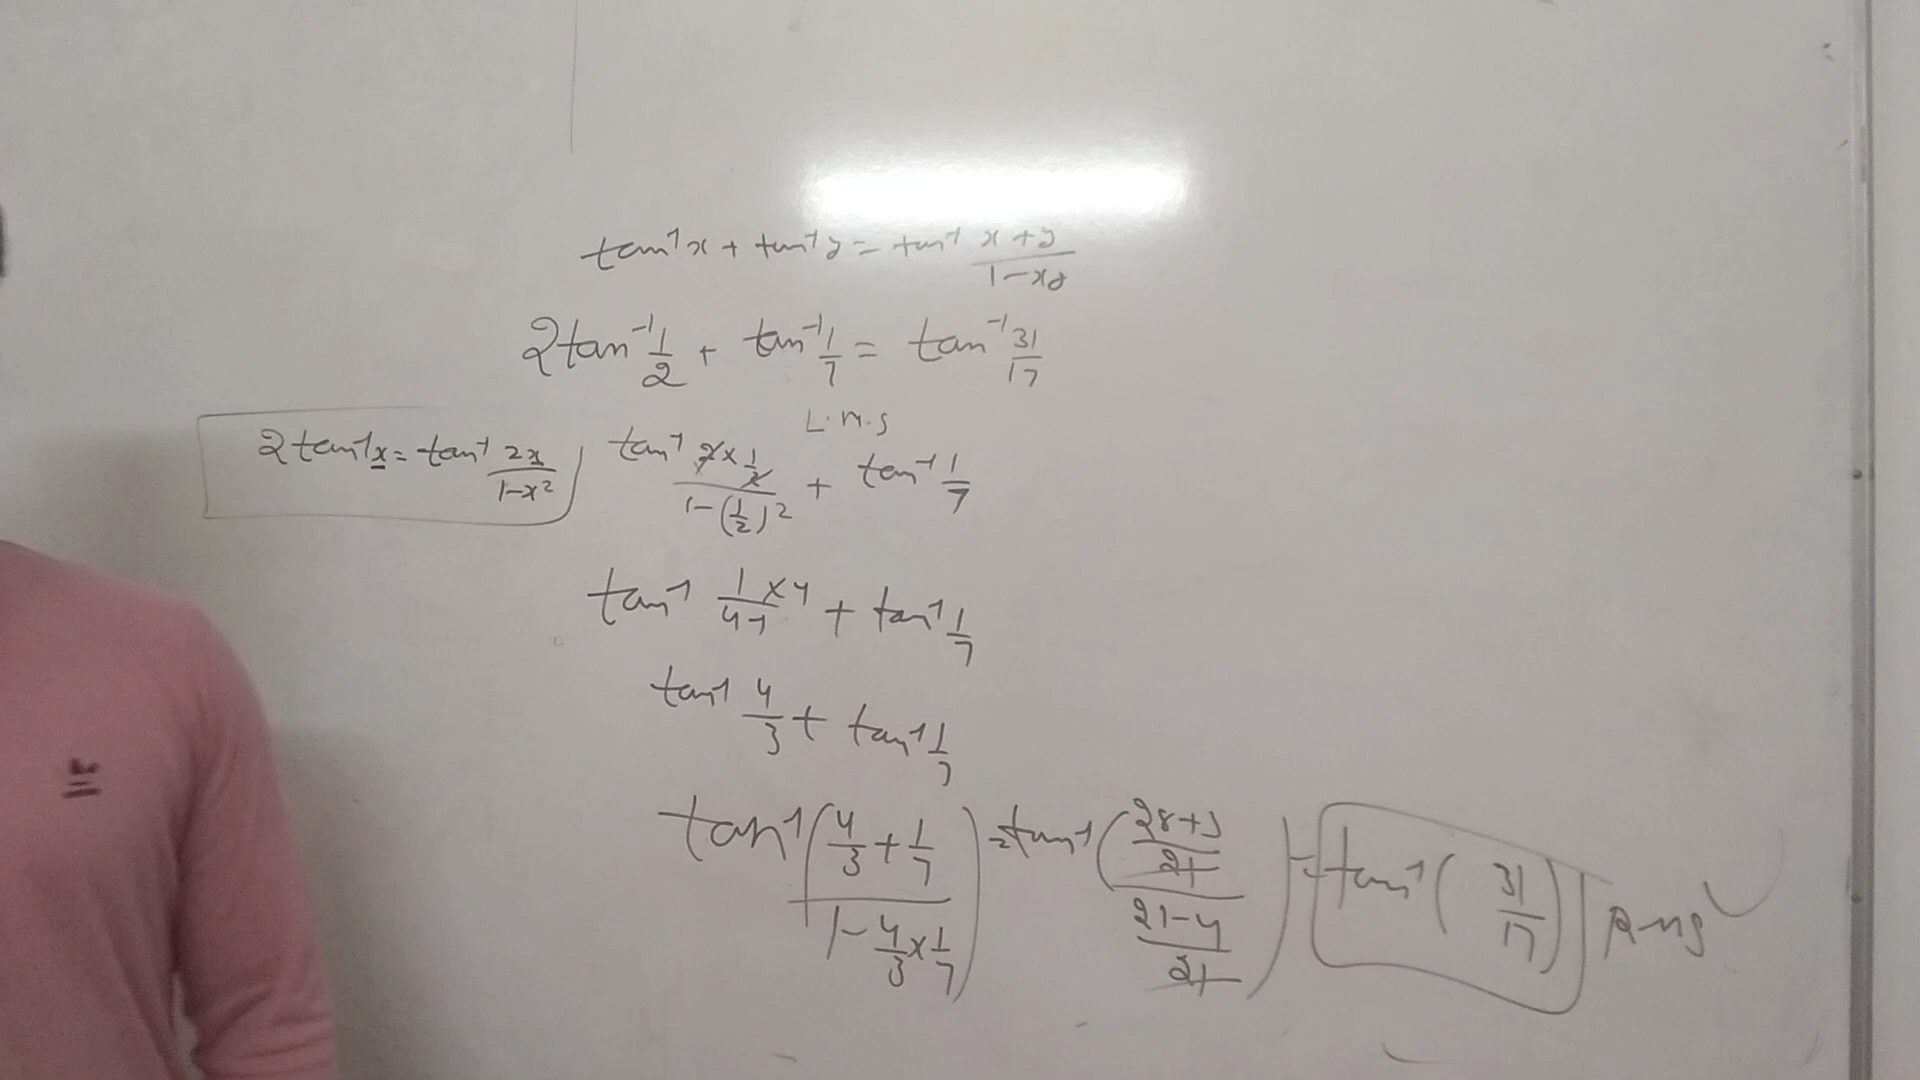 tan⁻¹x + tan⁻¹y = tan⁻¹ (x+y)/(1-xy)
2tan⁻¹ 1/2 + tan⁻¹ 1/7 = tan⁻¹ 31/17
L.H.S
2tan⁻¹x = tan⁻¹ 2x/(1-x²)
tan⁻¹ (2×1/2)/(1-(1/2)²) + tan⁻¹ 1/7
tan⁻¹ 1/(4-1) ×4 + tan⁻¹ 1/7
tan⁻¹ 4/3 + tan⁻¹ 1/7
tan⁻¹ ((4/3 + 1/7)/(1 - 4/3 × 1/7)) = tan⁻¹ (((28+3)/21)/((21-4)/21)) = tan⁻¹ (31/17) Ans